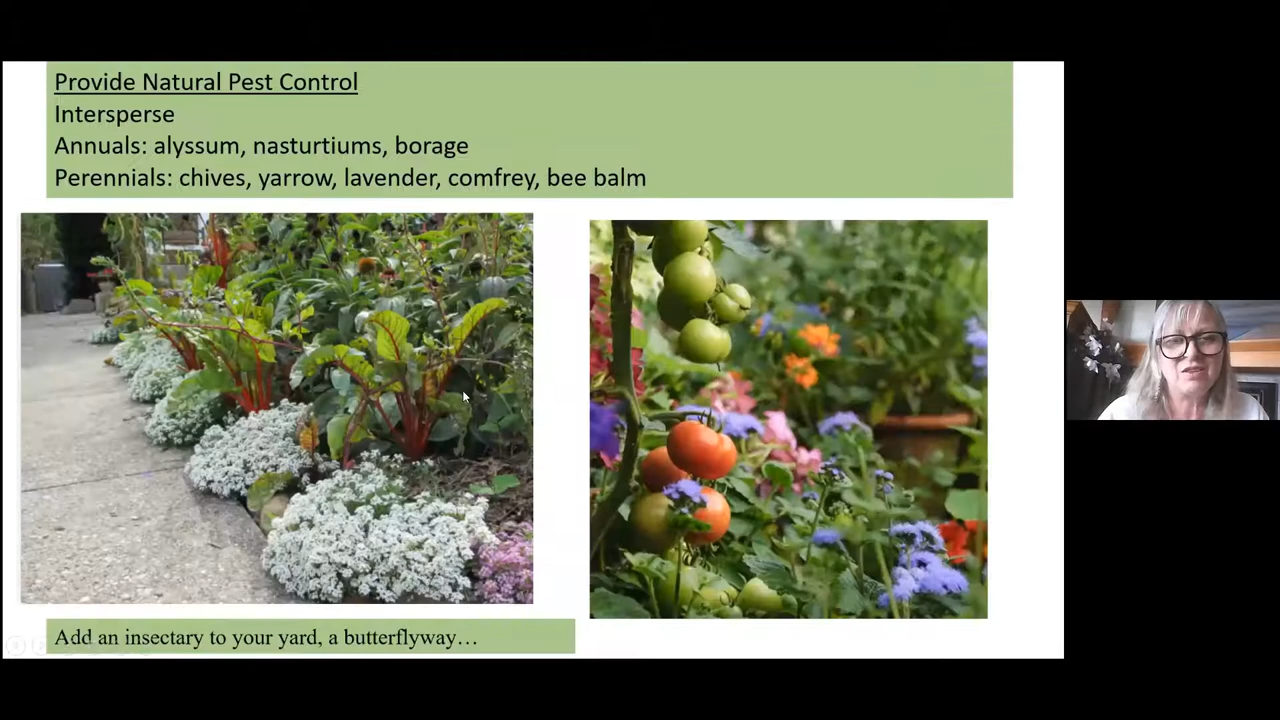 Provide Natural Pest Control
Intersperse
Annuals: alyssum, nasturtiums, borage
Perennials: chives, yarrow, lavender, comfrey, bee balm
Add an insectary to your yard, a butterflyway…